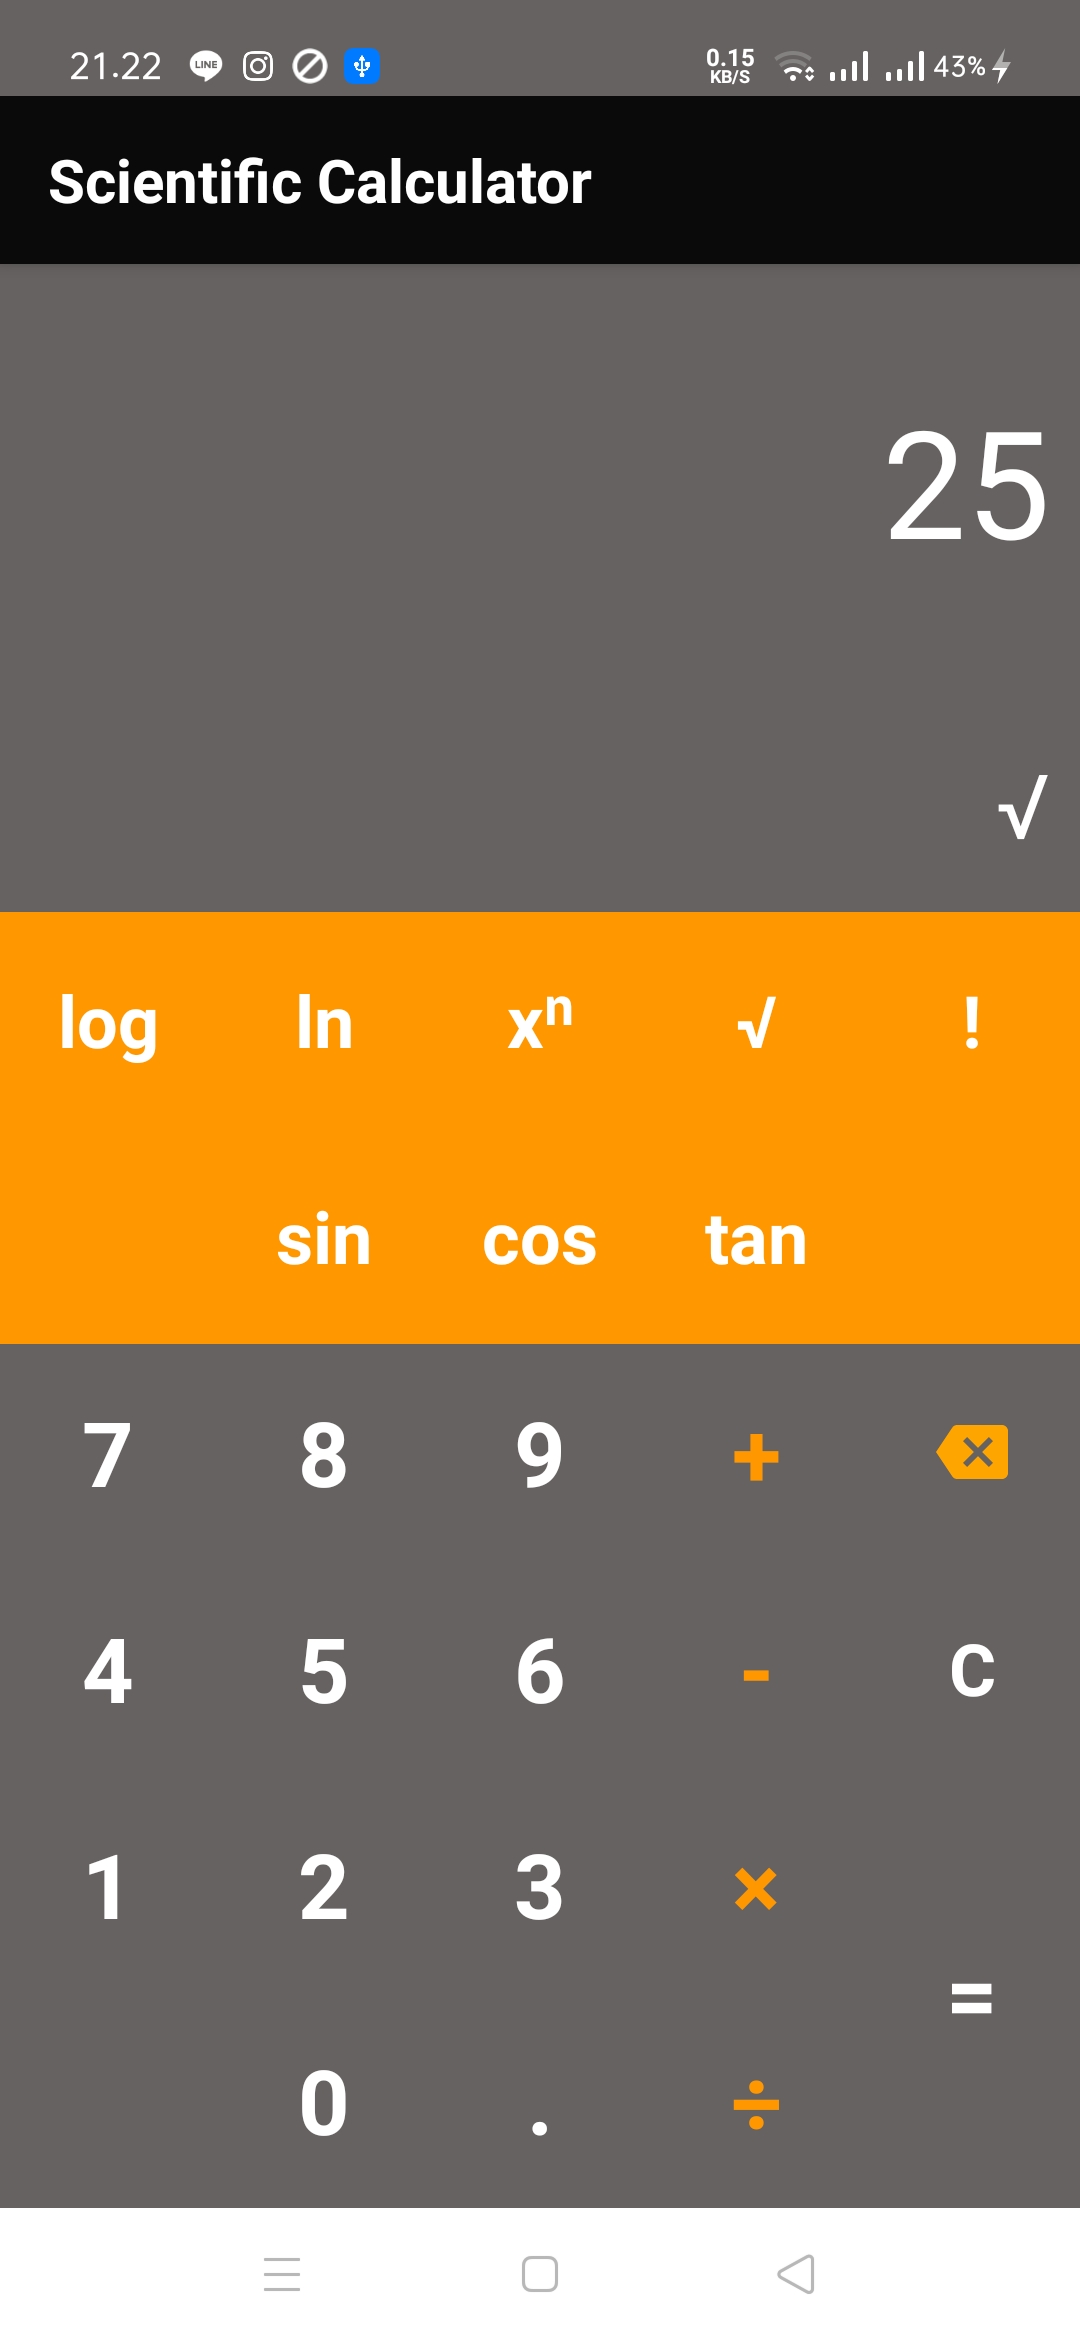 21.22 LINE 0.15 KB/S 43%
Scientific Calculator
25
√
log ln xⁿ √ !
sin cos tan
7 8 9 +
4 5 6 - C
1 2 3 ×
=
0 . ÷